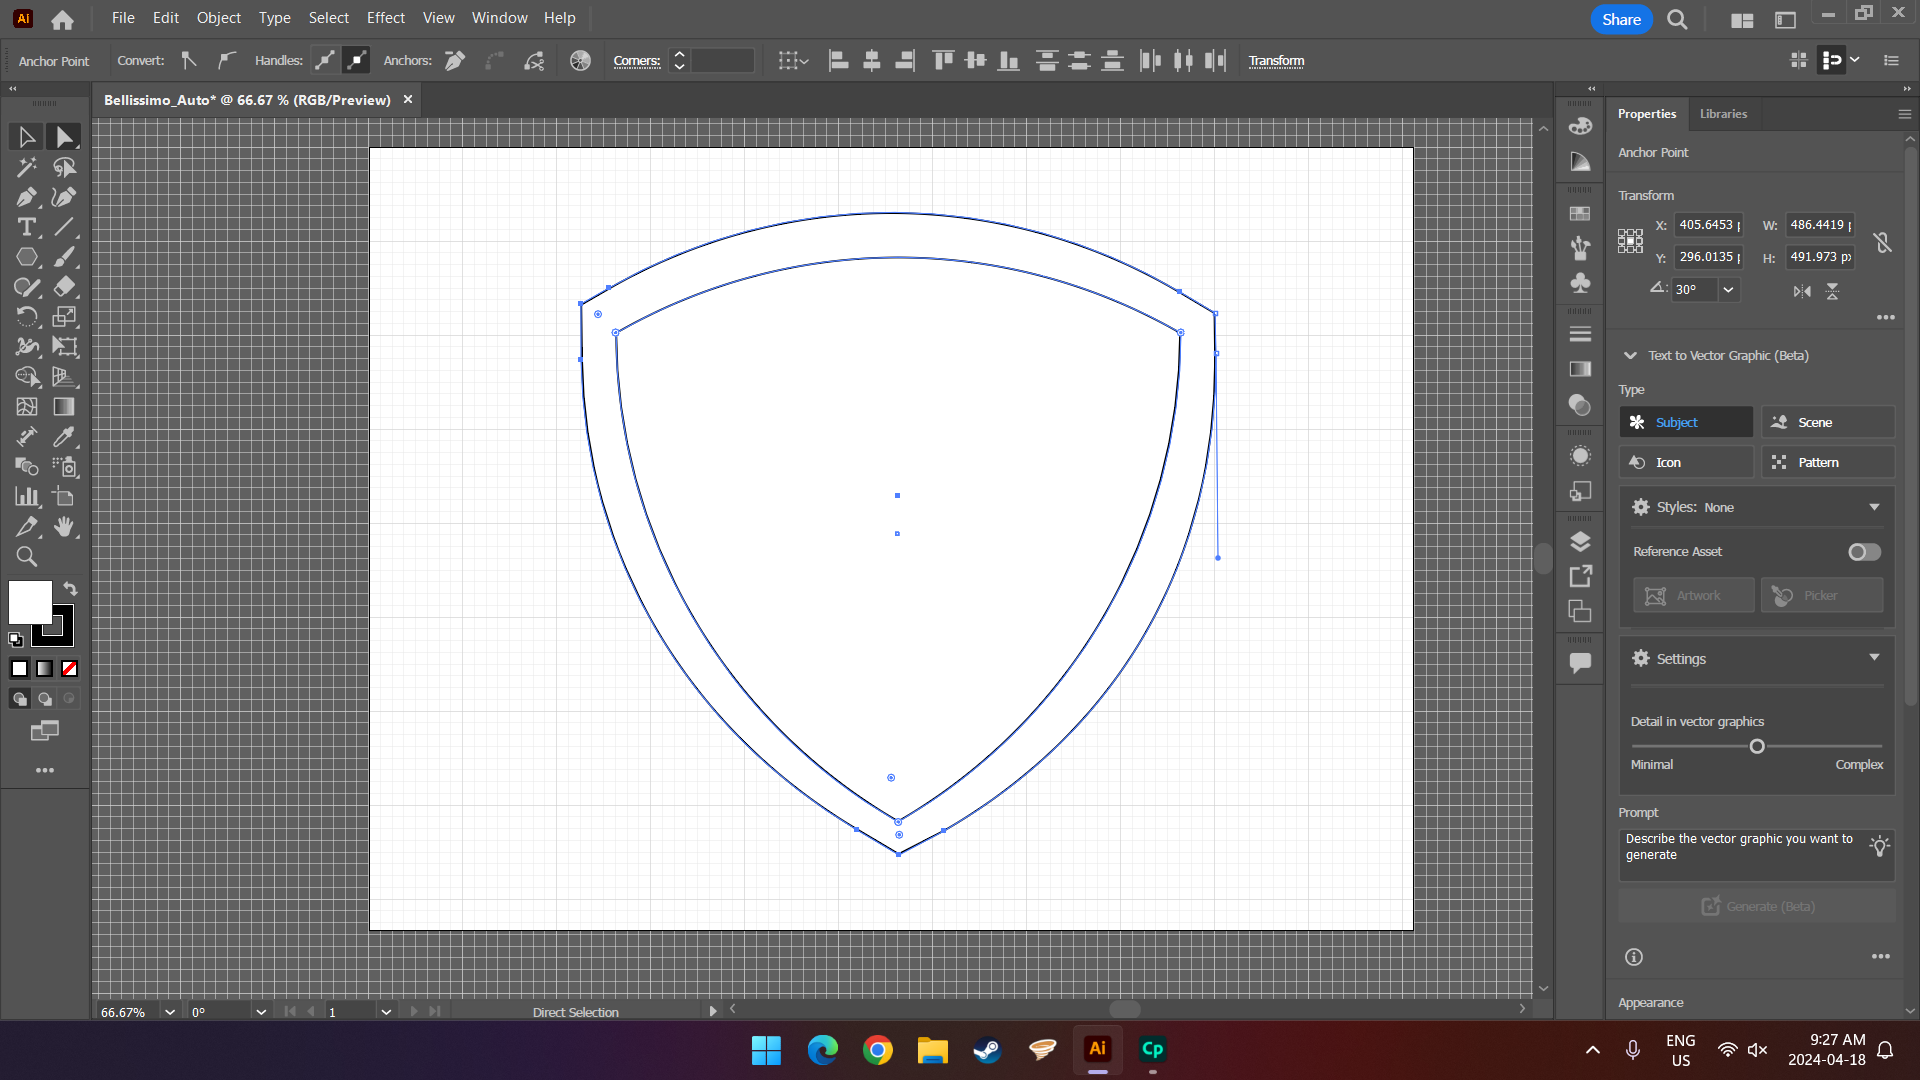 Ai File Edit Object Type Select Effect View Window Help Share
Anchor Point Convert: Handles: Anchors: Corners: Transform
Bellissimo_Auto* @ 66.67 % (RGB/Preview) ×
Properties Libraries
Anchor Point
Transform
X: 405.6453 W: 486.4419
Y: 296.0135 H: 491.973 px
30°
Text to Vector Graphic (Beta)
Type
Subject Scene
Icon Pattern
Styles: None
Reference Asset
Artwork Picker
Settings
Detail in vector graphics
Minimal Complex
Prompt
Describe the vector graphic you want to
generate
Generate (Beta)
Appearance
66.67% 0° 1 Direct Selection
Ai Cp
ENG
US
9:27 AM
2024-04-18